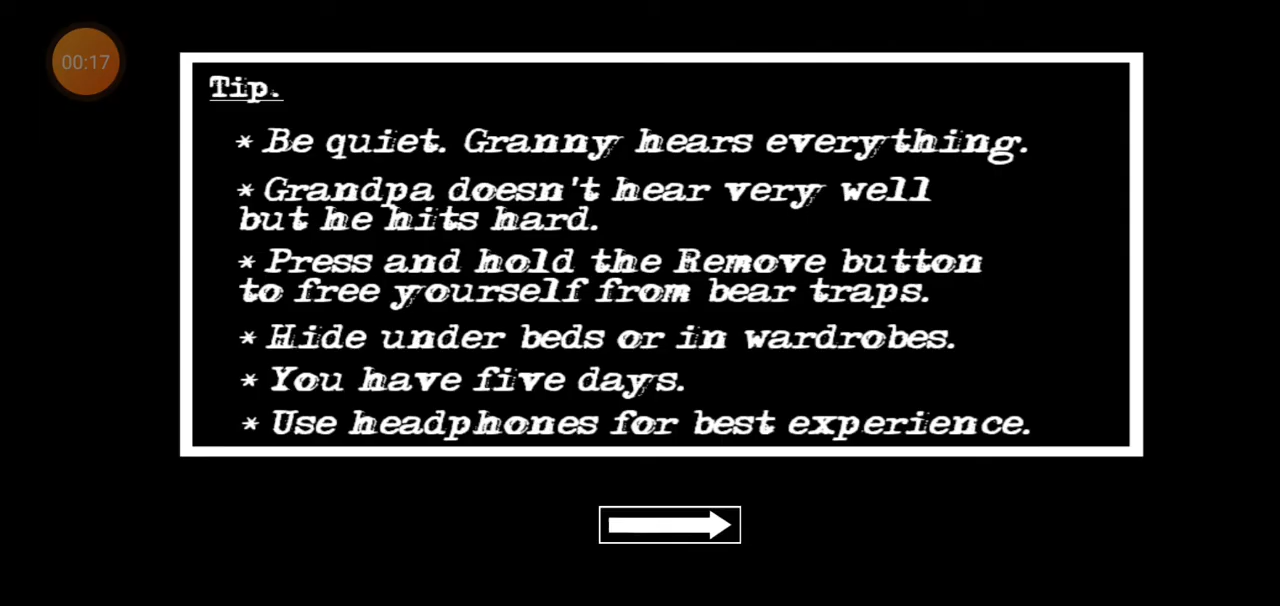 00:17
Tip.
* Be quiet. Granny hears everything.
* Grandpa doesn't hear very well
but he hits hard.
* Press and hold the Remove button
to free yourself from bear traps.
* Hide under beds or in wardrobes.
* You have five days.
* Use headphones for best experience.